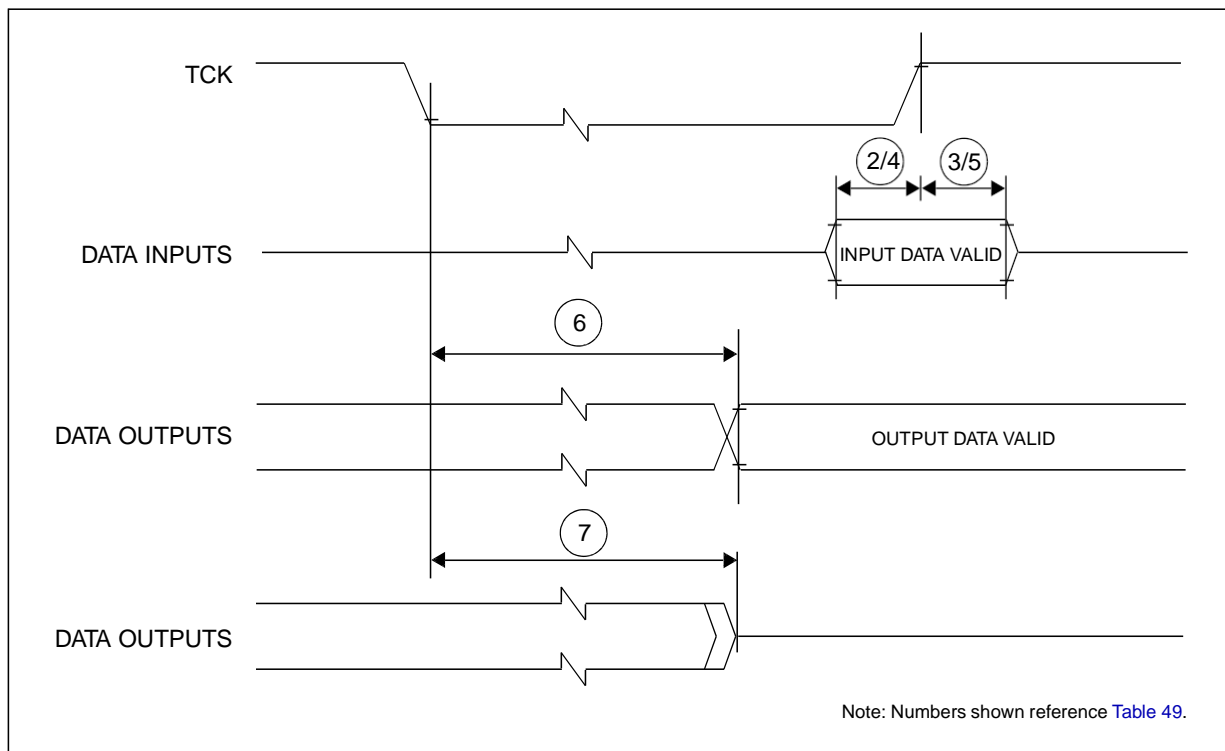 TCK
2/4
3/5
DATA INPUTS
INPUT DATA VALID
6
DATA OUTPUTS
OUTPUT DATA VALID
7
DATA OUTPUTS
Note: Numbers shown reference Table 49.